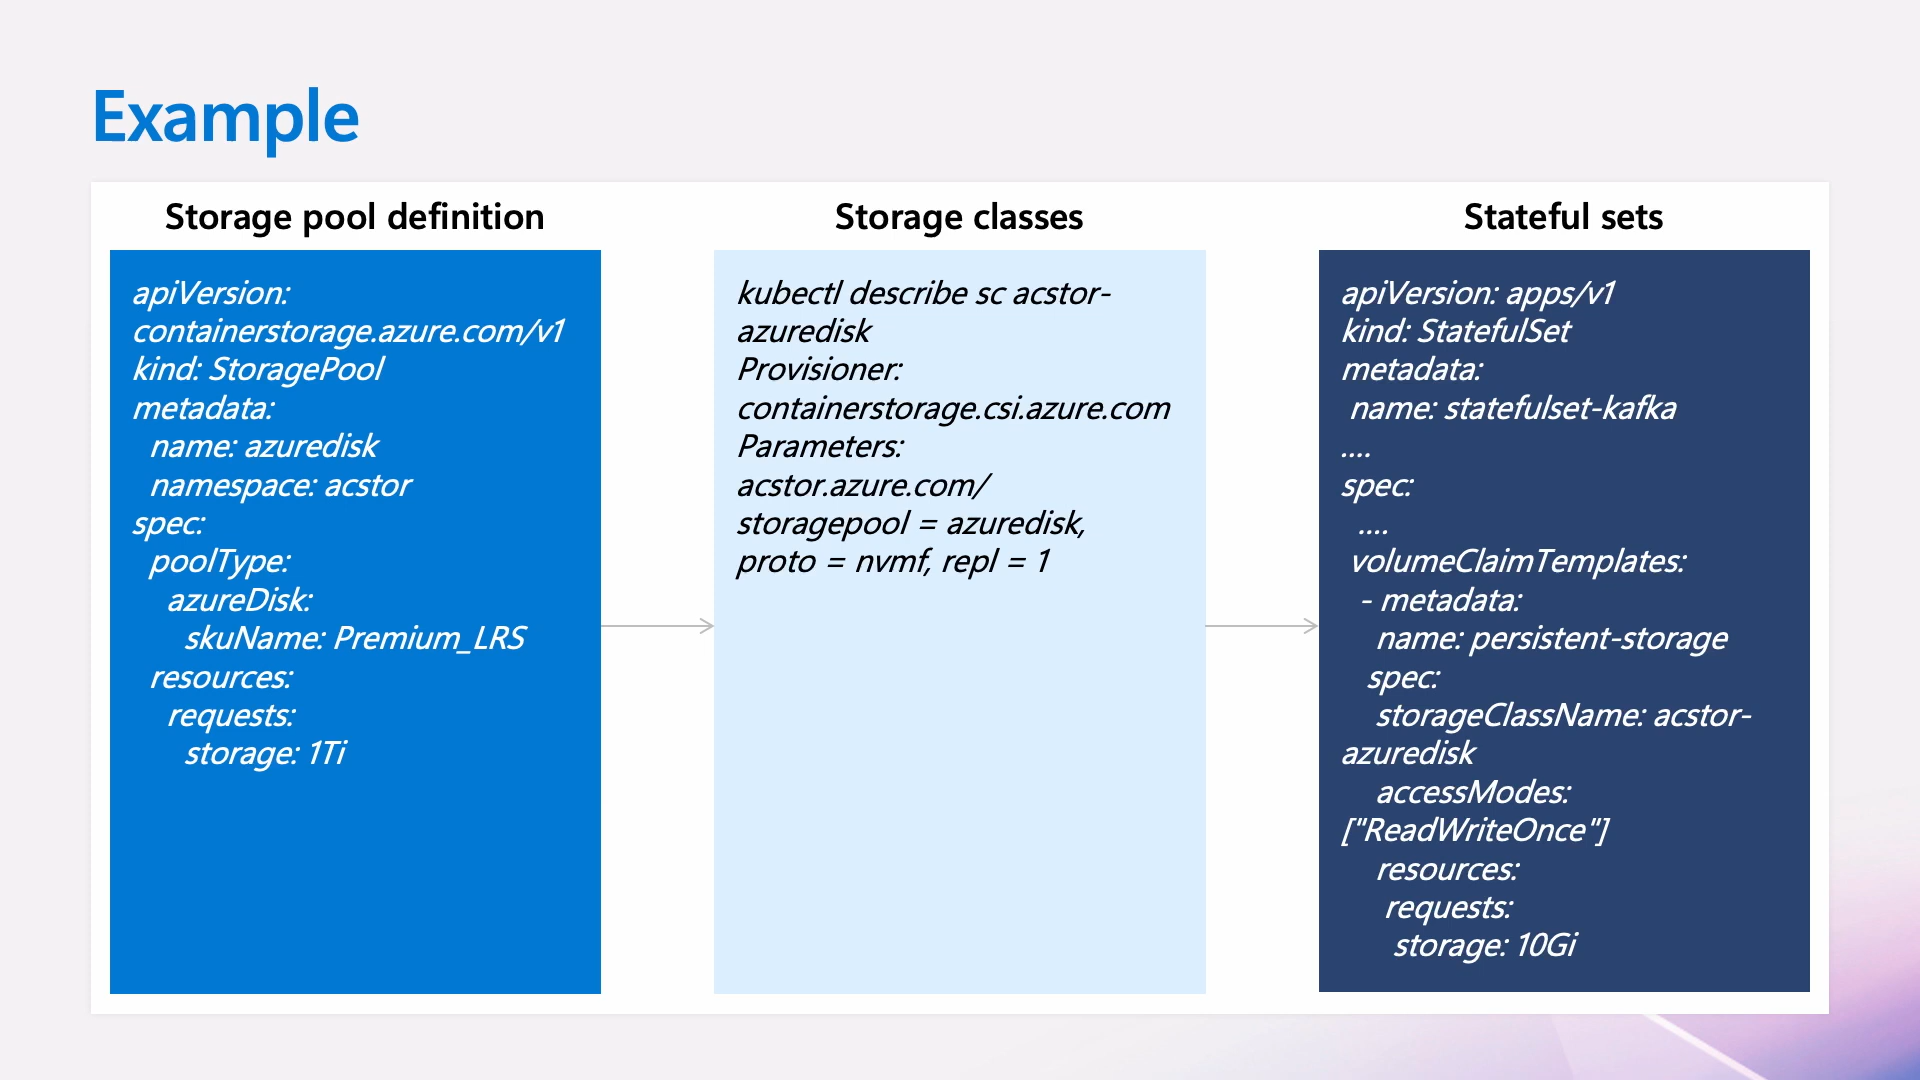 Example
Storage pool definition
apiVersion:
containerstorage.azure.com/v1
kind: StoragePool
metadata:
name: azuredisk
namespace: acstor
spec:
poolType:
azureDisk:
skuName: Premium_LRS
resources:
requests:
storage: 1Ti
Storage classes
kubectl describe sc acstor-
azuredisk
Provisioner:
containerstorage.csi.azure.com
Parameters:
acstor.azure.com/
storagepool = azuredisk,
proto = nvmf, repl = 1
Stateful sets
apiVersion: apps/v1
kind: StatefulSet
metadata:
name: statefulset-kafka
....
spec:
....
volumeClaimTemplates:
- metadata:
name: persistent-storage
spec:
storageClassName: acstor-
azuredisk
accessModes:
["ReadWriteOnce"]
resources:
requests:
storage: 10Gi